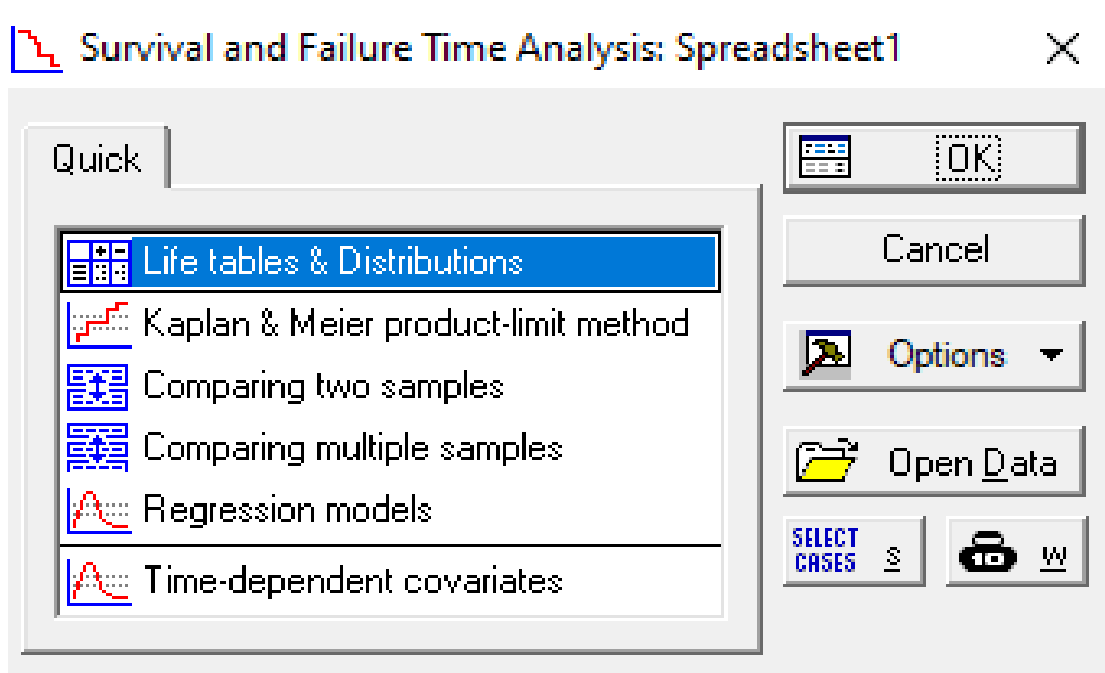 Survival and Failure Time Analysis: Spreadsheet1
Quick
Life tables & Distributions
Kaplan & Meier product-limit method
Comparing two samples
Comparing multiple samples
Regression models
Time-dependent covariates
OK
Cancel
Options
Open Data
SELECT
CASES S
10 W